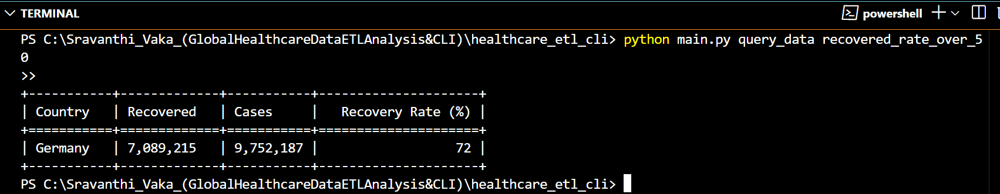 TERMINAL
powershell
PS C:\Sravanthi_Vaka_(GlobalHealthcareDataETLAnalysis&CLI)\healthcare_etl_cli> python main.py query_data recovered_rate_over_5
0
>>
+-----------+-------------+-----------+---------------------+
| Country   | Recovered   | Cases     |   Recovery Rate (%) |
+===========+=============+===========+=====================+
| Germany   | 7,089,215   | 9,752,187 |                  72 |
+-----------+-------------+-----------+---------------------+
PS C:\Sravanthi_Vaka_(GlobalHealthcareDataETLAnalysis&CLI)\healthcare_etl_cli>